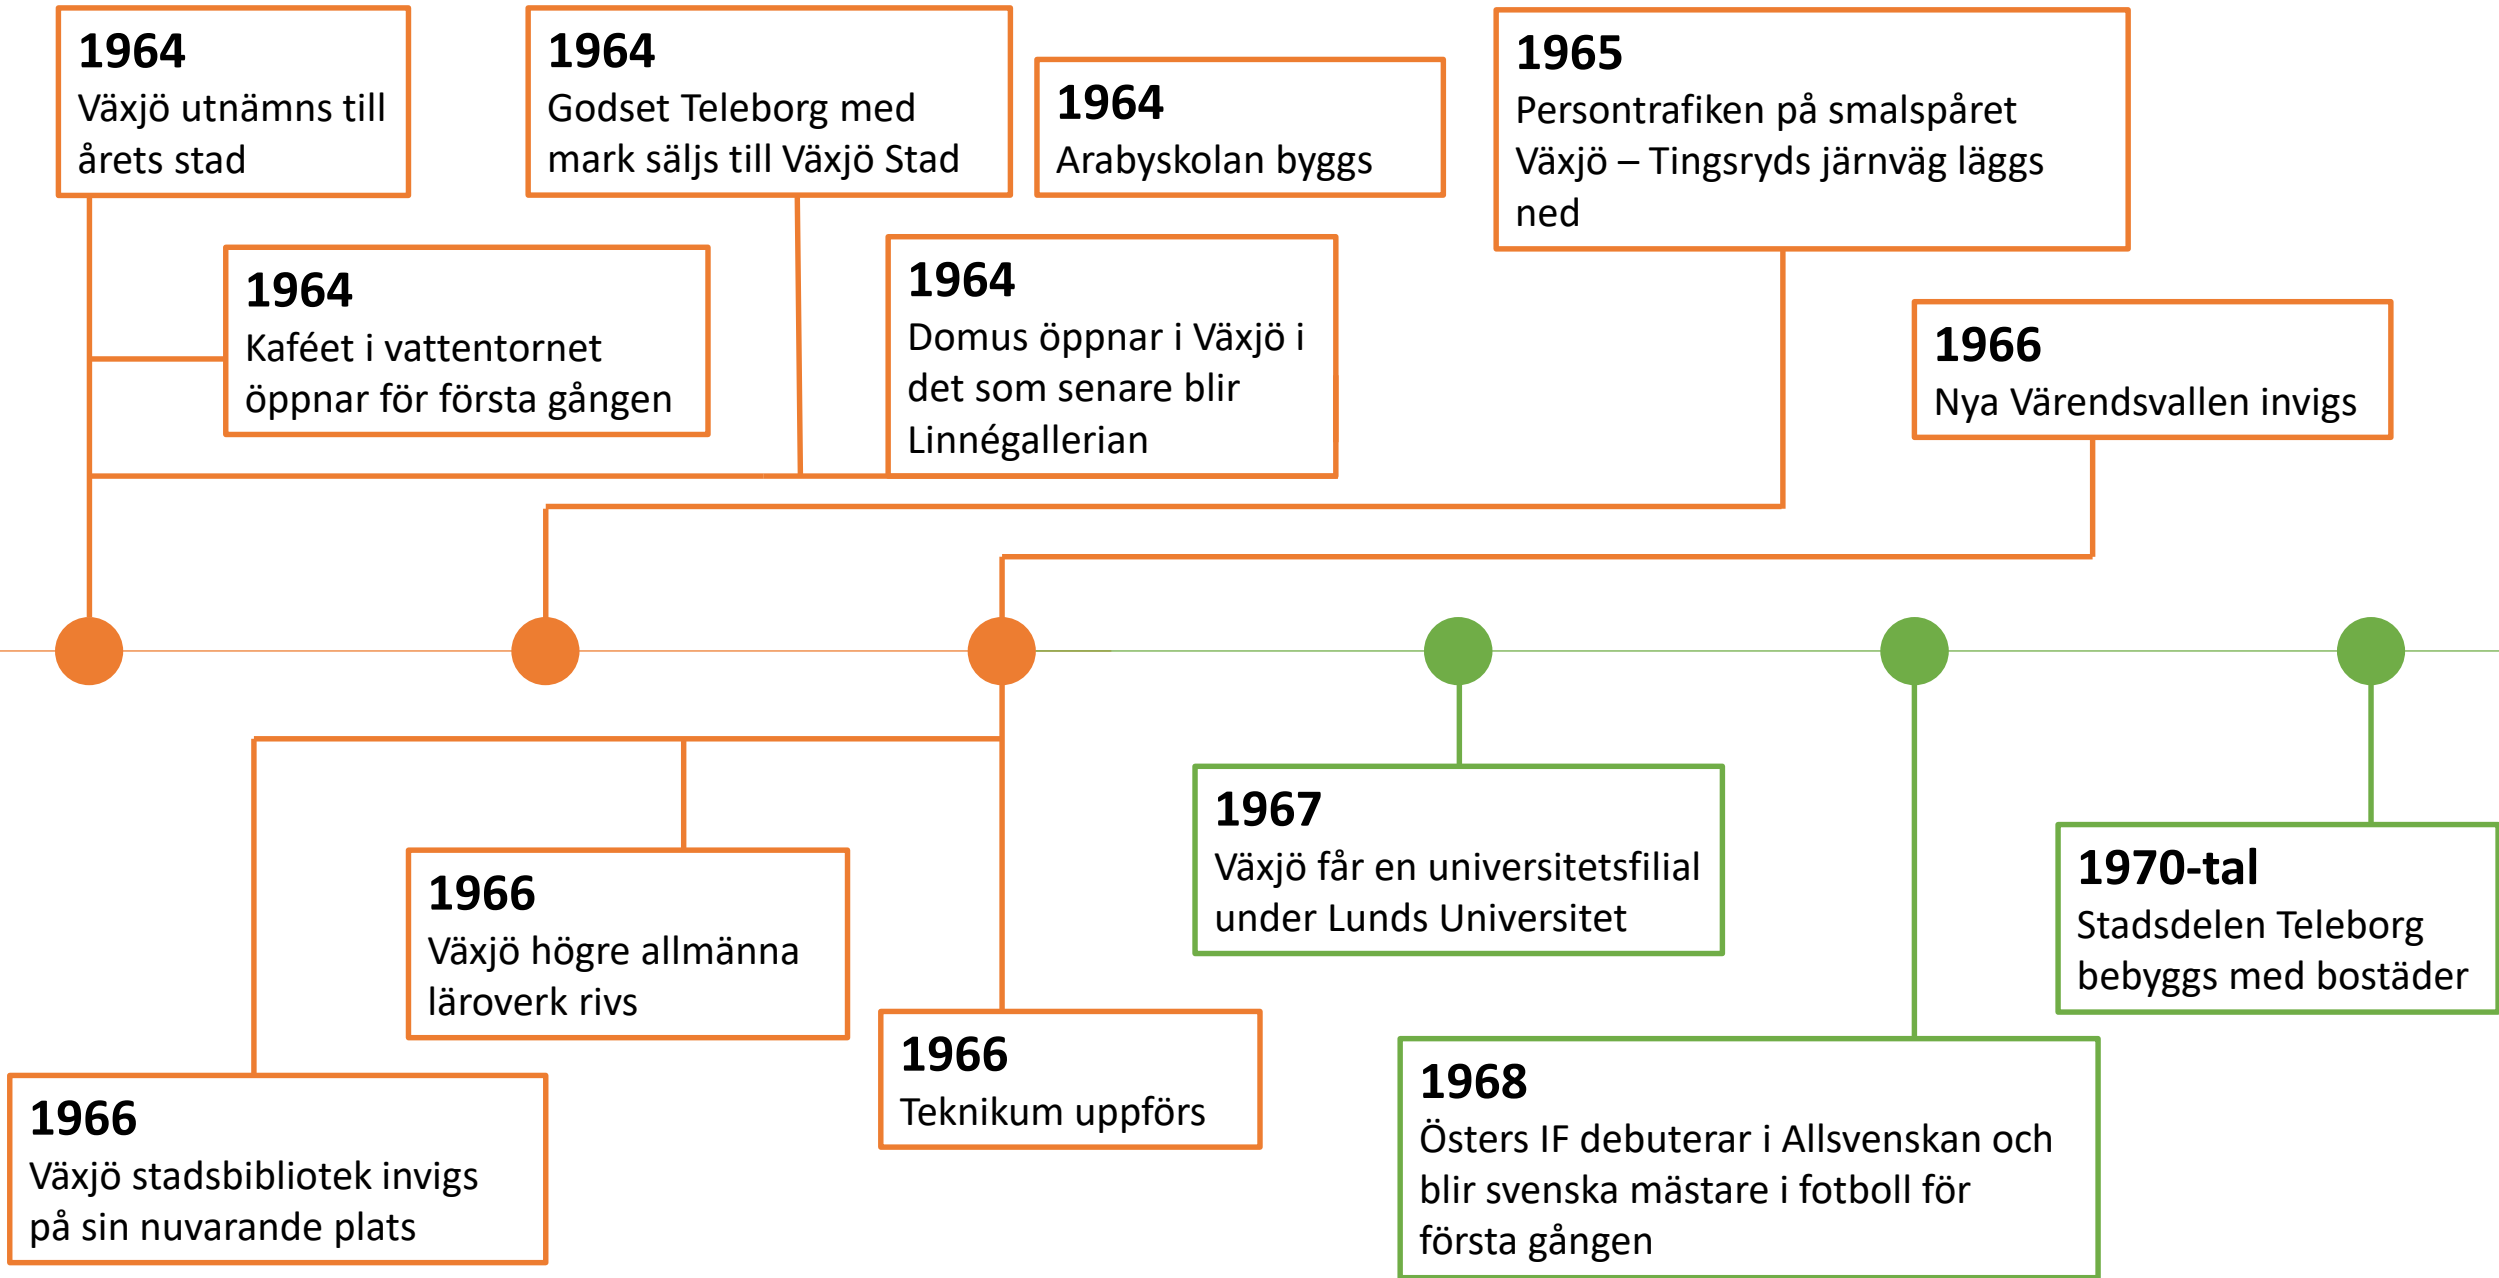 1964
Växjö utnämns till
årets stad
1964
Godset Teleborg med
mark säljs till Växjö Stad
1964
Arabyskolan byggs
1965
Persontrafiken på smalspåret
Växjö – Tingsryds järnväg läggs
ned
1964
Kaféet i vattentornet
öppnar för första gången
1964
Domus öppnar i Växjö i
det som senare blir
Linnégallerian
1966
Nya Värendsvallen invigs
1966
Växjö stadsbibliotek invigs
på sin nuvarande plats
1966
Växjö högre allmänna
läroverk rivs
1966
Teknikum uppförs
1967
Växjö får en universitetsfilial
under Lunds Universitet
1968
Östers IF debuterar i Allsvenskan och
blir svenska mästare i fotboll för
första gången
1970-tal
Stadsdelen Teleborg
bebyggs med bostäder